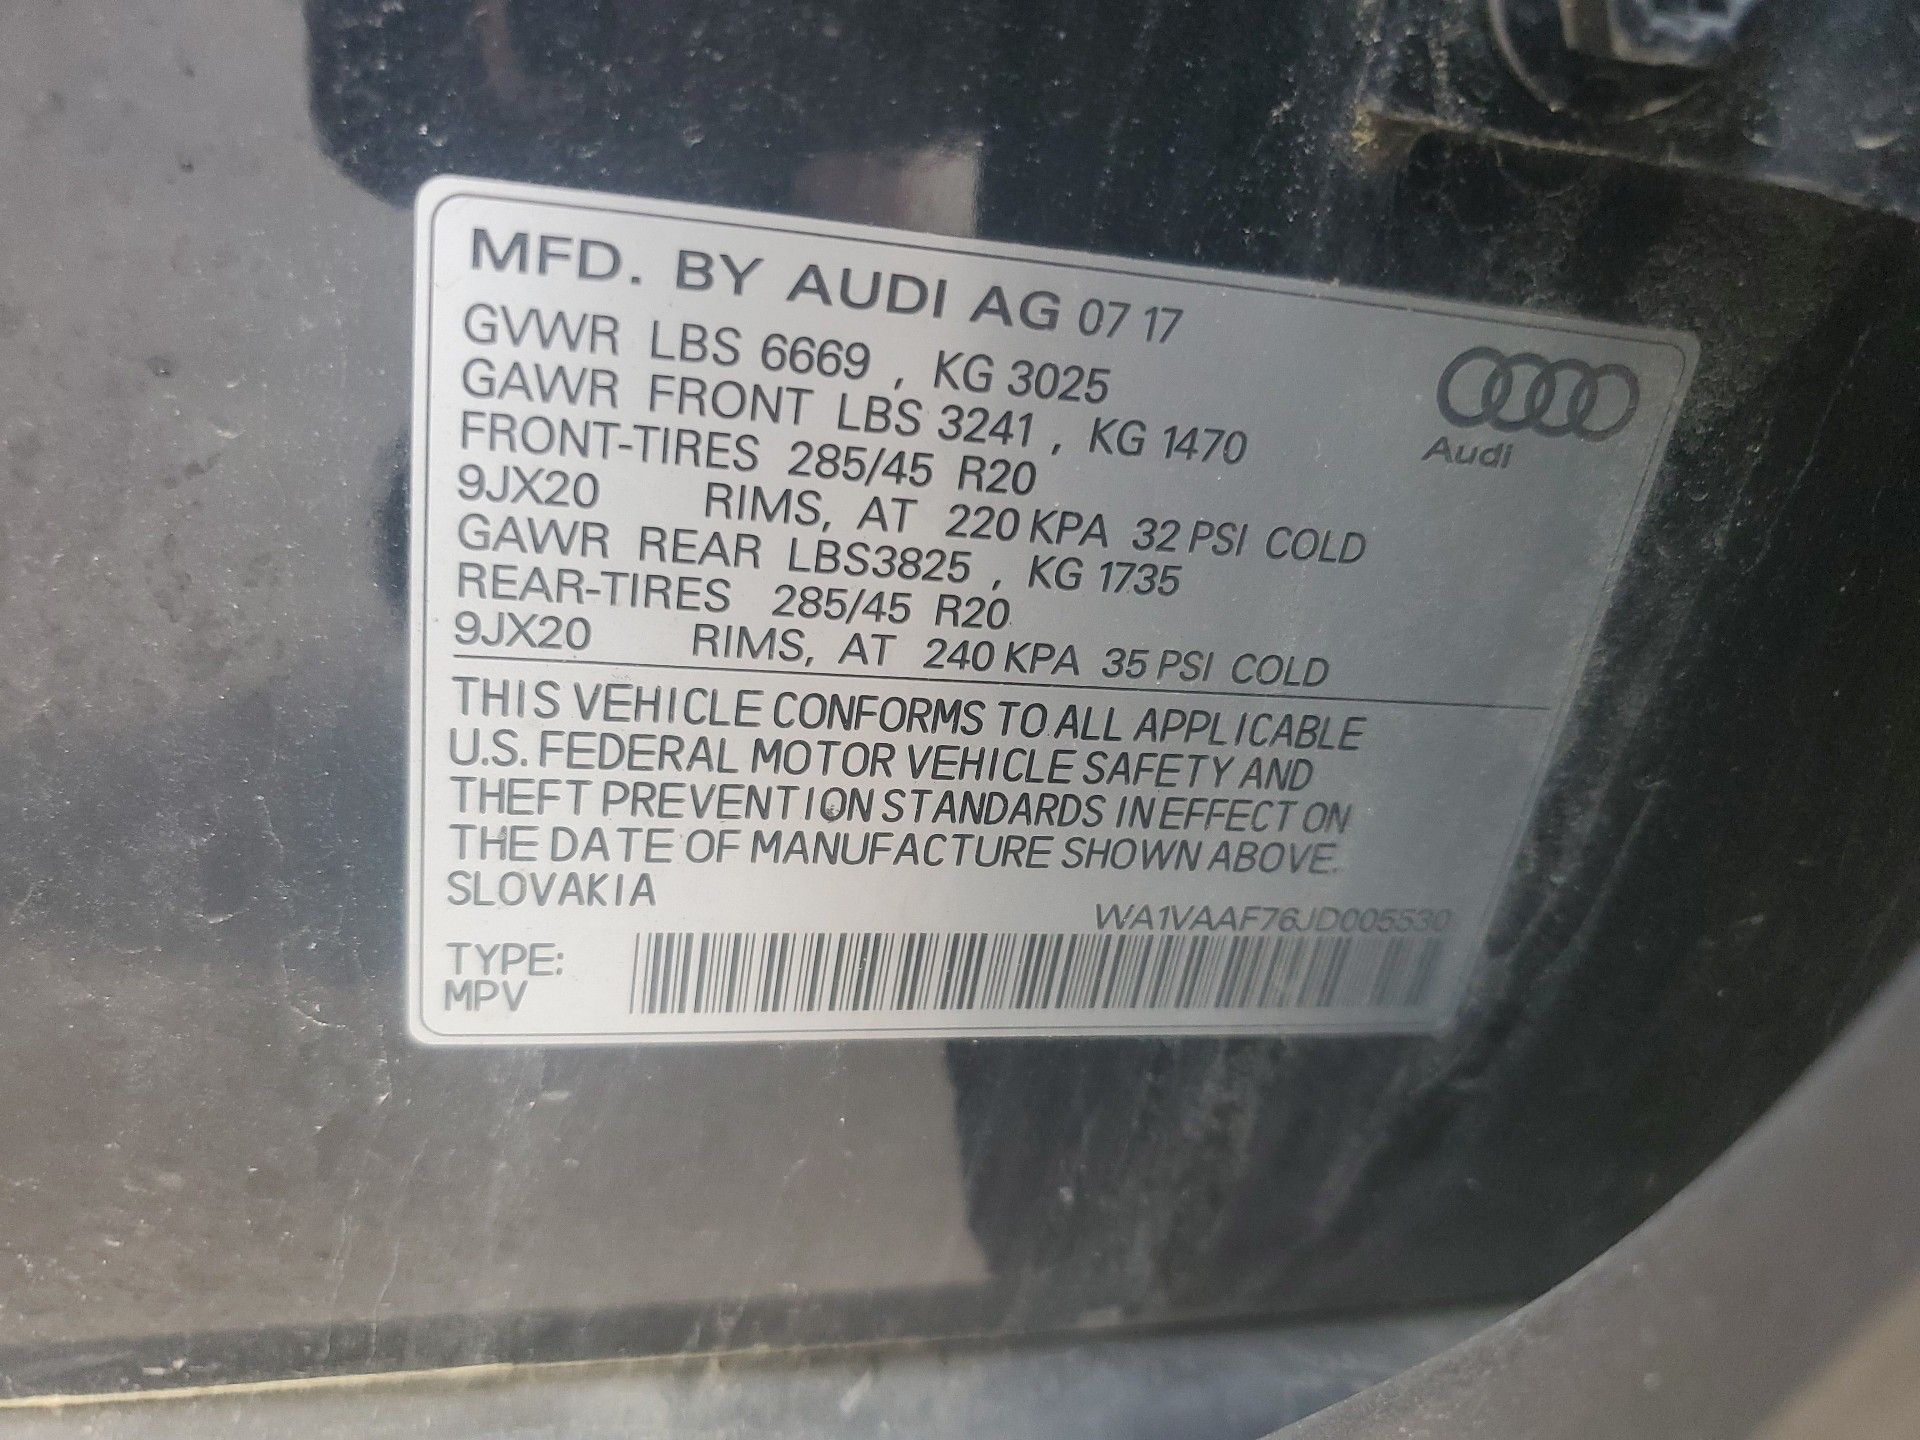 MFD. BY AUDI AG 07 17
GVWR LBS 6669 , KG 3025
GAWR FRONT LBS 3241 , KG 1470
FRONT-TIRES 285/45 R20
9JX20 RIMS, AT 220 KPA 32 PSI COLD
GAWR REAR LBS3825 , KG 1735
REAR-TIRES 285/45 R20
9JX20 RIMS, AT 240 KPA 35 PSI COLD
Audi
THIS VEHICLE CONFORMS TO ALL APPLICABLE
U.S. FEDERAL MOTOR VEHICLE SAFETY AND
THEFT PREVENTION STANDARDS IN EFFECT ON
THE DATE OF MANUFACTURE SHOWN ABOVE.
SLOVAKIA
WA1VAAF76JD005530
TYPE:
MPV